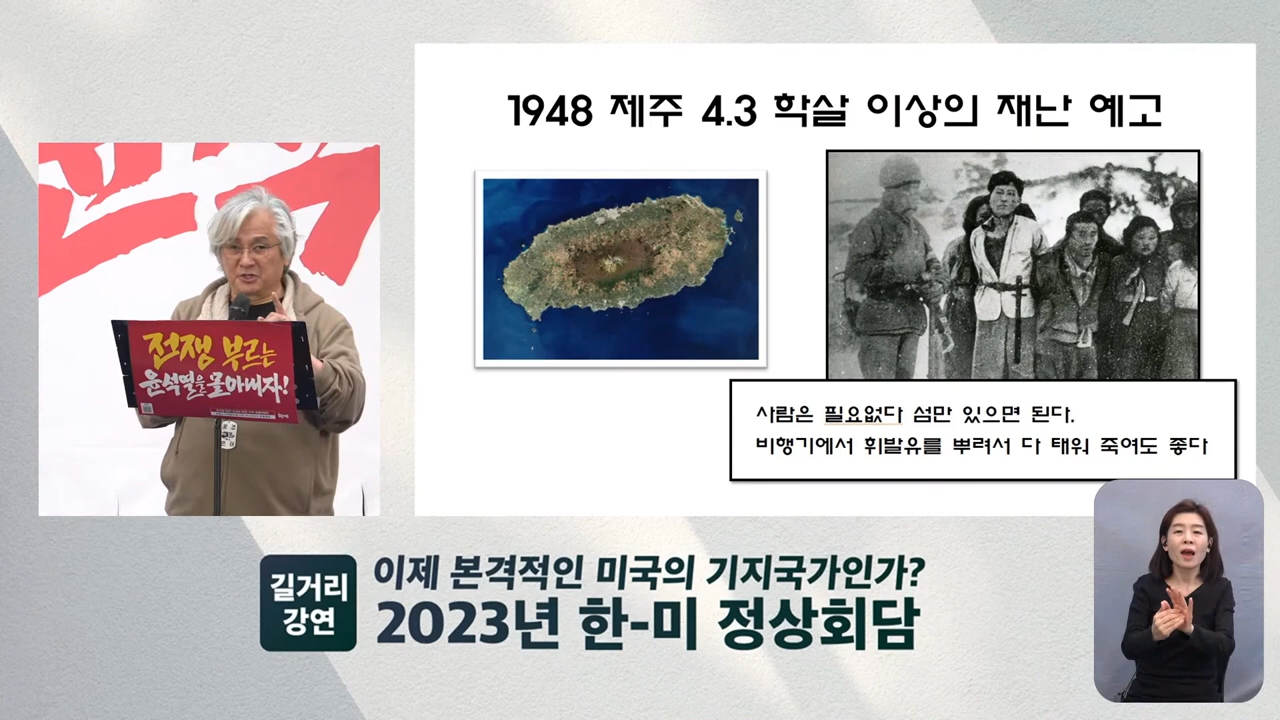 1948 제주 4.3 학살 이상의 재난 예고
사람은 필요없다 섬만 있으면 된다.
비행기에서 휘발유를 뿌려서 다 태워 죽여도 좋다
전쟁 부르는
윤석열을 몰아내자!
길거리
강연
이제 본격적인 미국의 기지국가인가?
2023년 한-미 정상회담